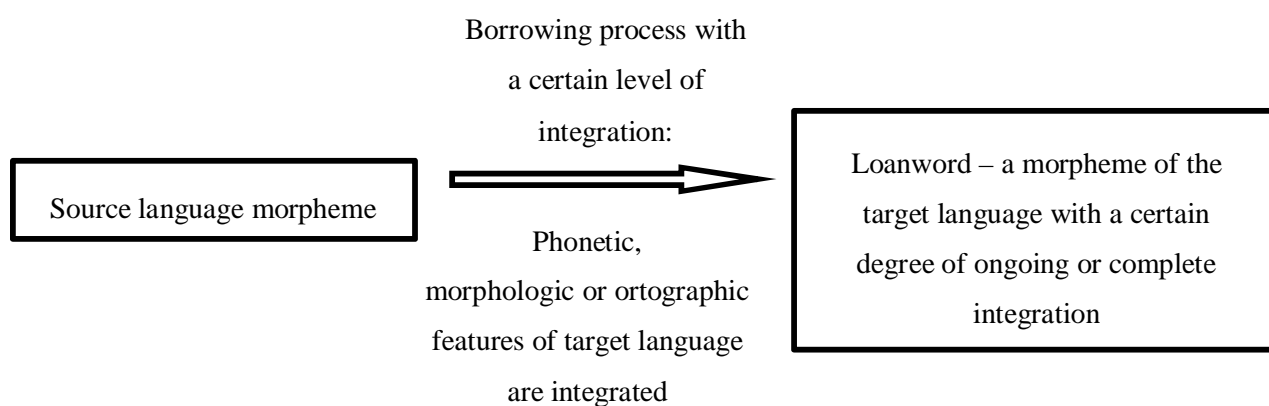 Source language morpheme
Borrowing process with
a certain level of
integration:
Phonetic,
morphologic or ortographic
features of target language
are integrated
Loanword – a morpheme of the
target language with a certain
degree of ongoing or complete
integration